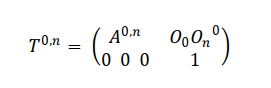 T^{0,n} = ( A^{0,n}  O_0O_n^0
0 0 0  1 )